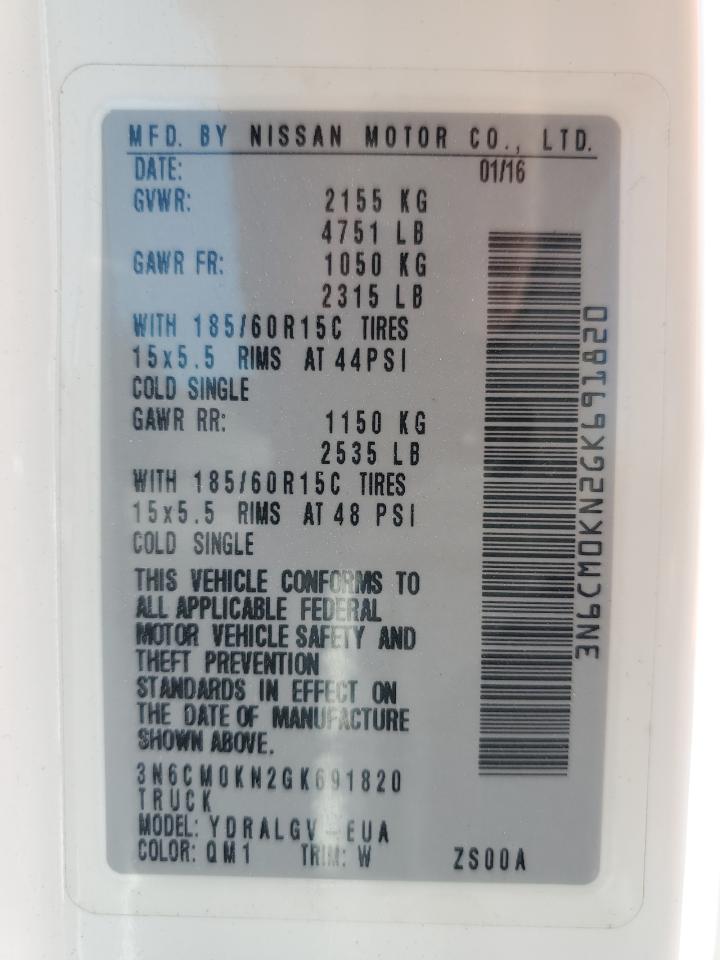 MFD. BY NISSAN MOTOR CO., LTD.
DATE: 01/16
GVWR: 2155 KG
4751 LB
GAWR FR: 1050 KG
2315 LB
WITH 185/60R15C TIRES
15x5.5 RIMS AT 44PSI
COLD SINGLE
GAWR RR: 1150 KG
2535 LB
WITH 185/60R15C TIRES
15x5.5 RIMS AT 48 PSI
COLD SINGLE
THIS VEHICLE CONFORMS TO
ALL APPLICABLE FEDERAL
MOTOR VEHICLE SAFETY AND
THEFT PREVENTION
STANDARDS IN EFFECT ON
THE DATE OF MANUFACTURE
SHOWN ABOVE.
3N6CM0KN2GK691820
TRUCK
MODEL: YDRALGV-EUA
COLOR: QM1 TRIM: W ZS00A
3N6CM0KN2GK691820